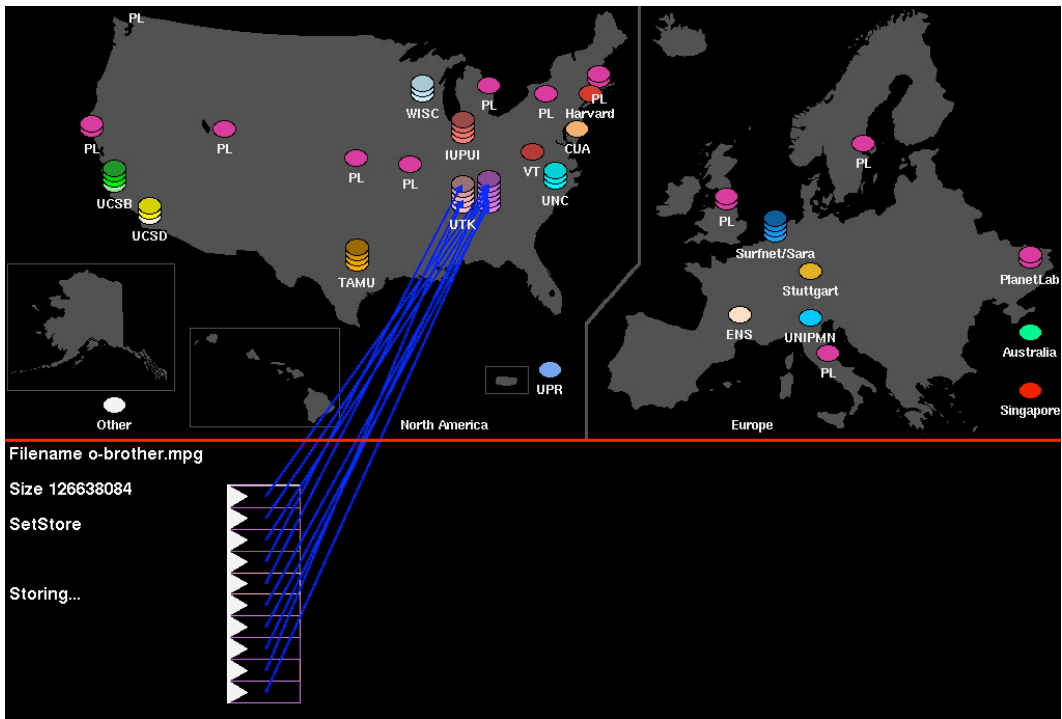 PL
WISC
PL
PL
Harvard
PL
PL
PL
IUPUI
CUA
PL
PL
VT
UNC
UCSB
UCSD
UTK
TAMU
UPR
Other
North America
PL
PL
Surfnet/Sara
Stuttgart
PlanetLab
ENS
UNIPMN
Australia
PL
Singapore
Europe
Filename o-brother.mpg
Size 126638084
SetStore
Storing...